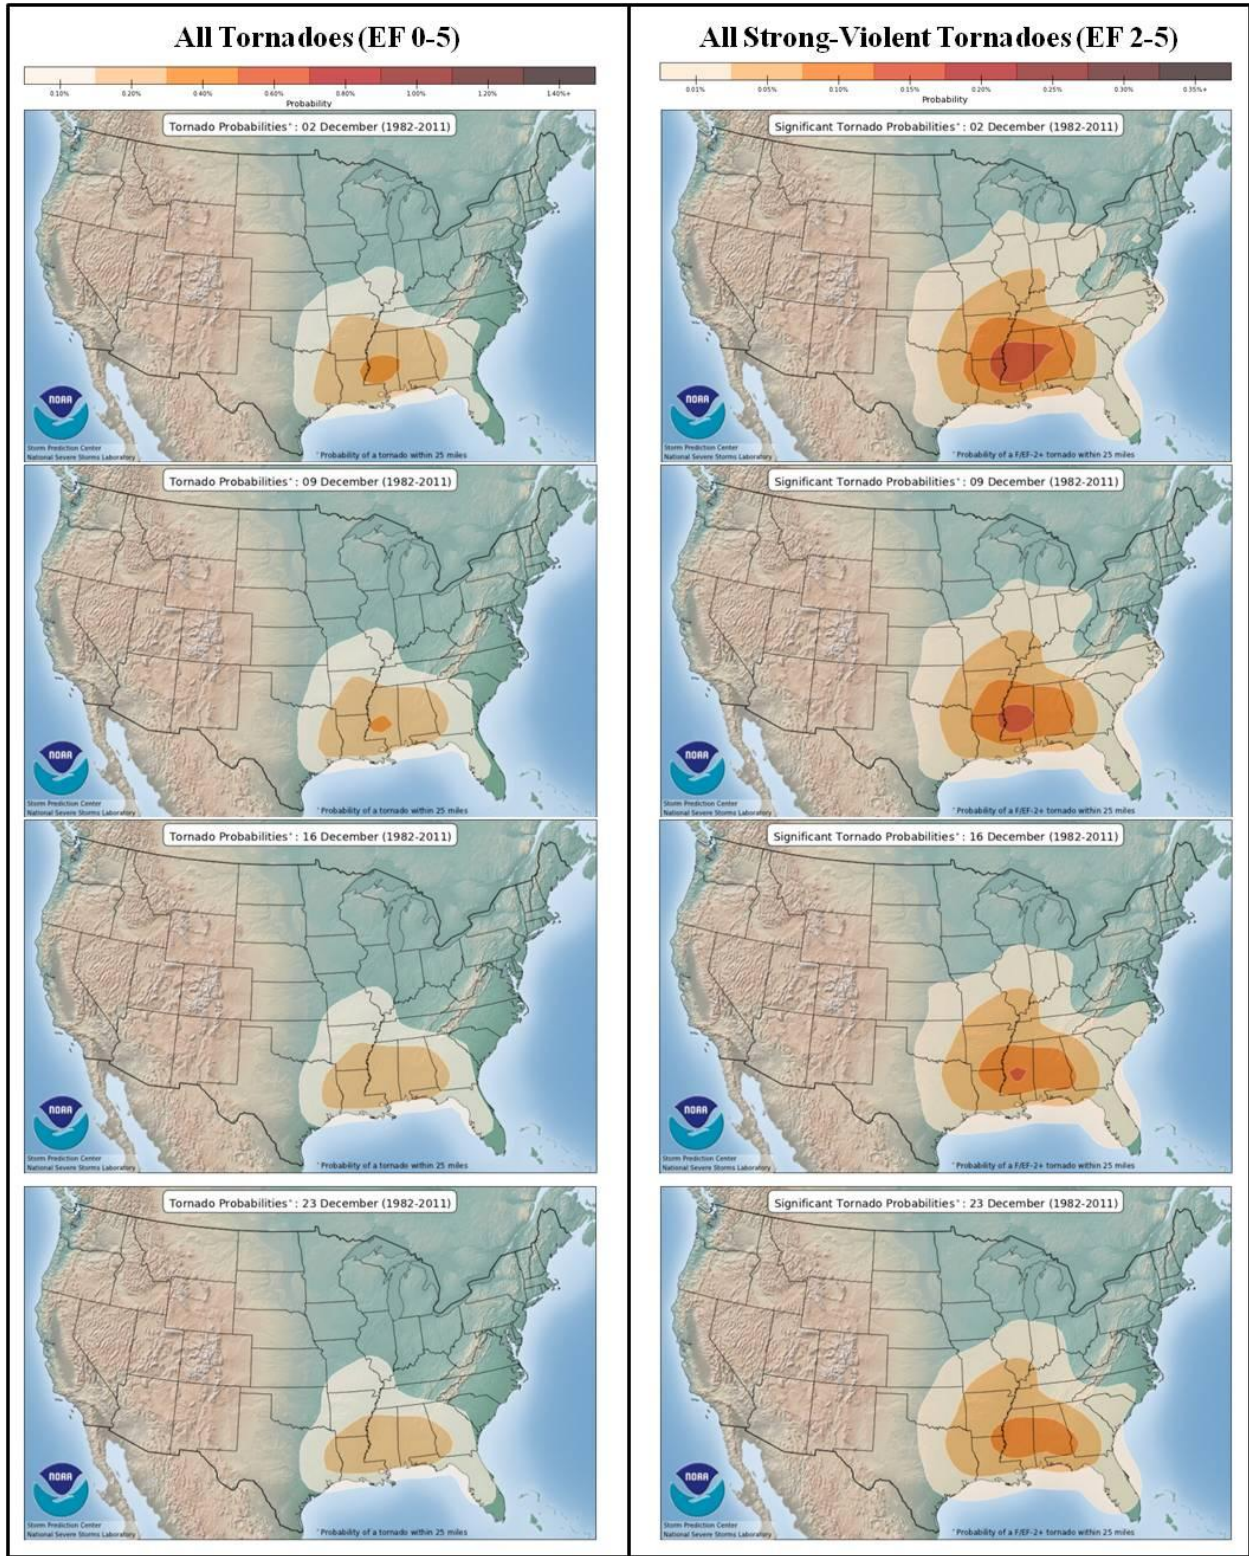 All Tornadoes (EF 0-5)
0.10% 0.20% 0.40% 0.60% 0.80% 1.00% 1.20% 1.40%+
Probability
Tornado Probabilities*: 02 December (1982-2011)
NOAA
Storm Prediction Center
National Severe Storms Laboratory
*Probability of a tornado within 25 miles
Tornado Probabilities*: 09 December (1982-2011)
NOAA
Storm Prediction Center
National Severe Storms Laboratory
*Probability of a tornado within 25 miles
Tornado Probabilities*: 16 December (1982-2011)
NOAA
Storm Prediction Center
National Severe Storms Laboratory
*Probability of a tornado within 25 miles
Tornado Probabilities*: 23 December (1982-2011)
NOAA
Storm Prediction Center
National Severe Storms Laboratory
*Probability of a tornado within 25 miles
All Strong-Violent Tornadoes (EF 2-5)
0.01% 0.05% 0.10% 0.15% 0.20% 0.25% 0.30% 0.35%+
Probability
Significant Tornado Probabilities*: 02 December (1982-2011)
NOAA
Storm Prediction Center
National Severe Storms Laboratory
*Probability of a F/EF-2+ tornado within 25 miles
Significant Tornado Probabilities*: 09 December (1982-2011)
NOAA
Storm Prediction Center
National Severe Storms Laboratory
*Probability of a F/EF-2+ tornado within 25 miles
Significant Tornado Probabilities*: 16 December (1982-2011)
NOAA
Storm Prediction Center
National Severe Storms Laboratory
*Probability of a F/EF-2+ tornado within 25 miles
Significant Tornado Probabilities*: 23 December (1982-2011)
NOAA
Storm Prediction Center
National Severe Storms Laboratory
*Probability of a F/EF-2+ tornado within 25 miles